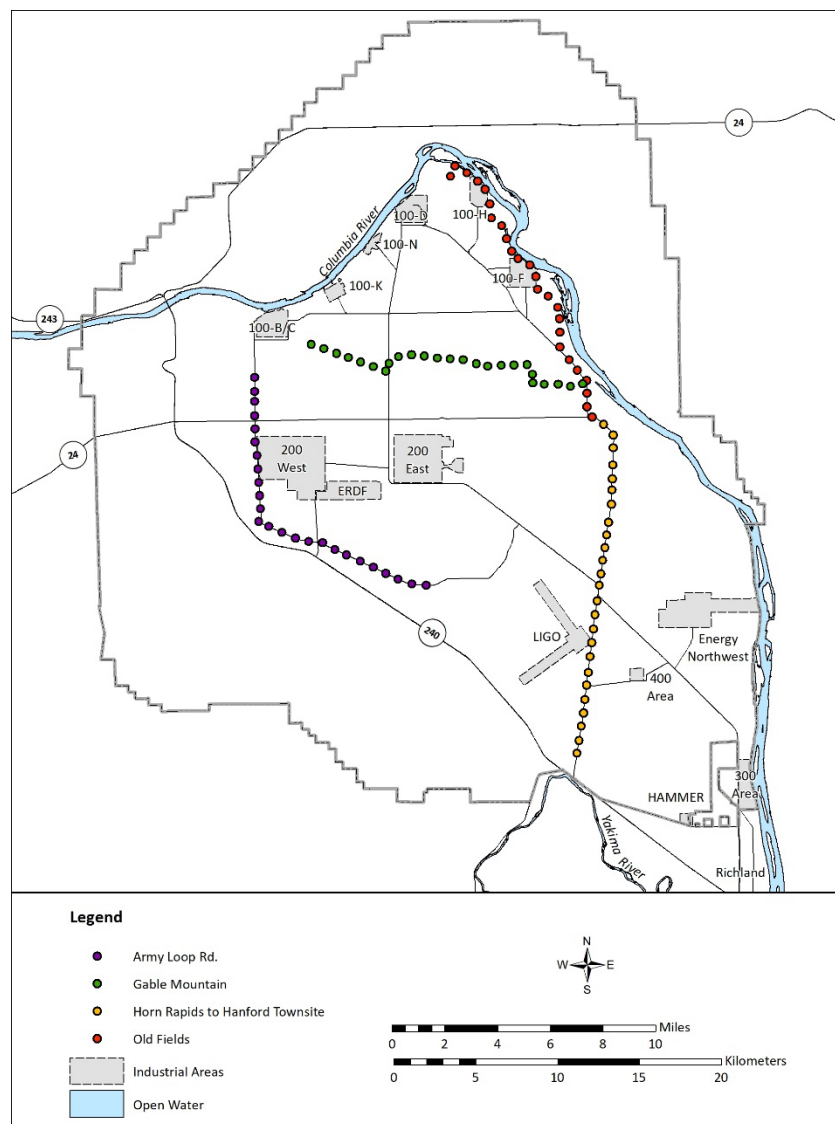 24
100-D
100-H
Columbia River
100-N
100-F
100-K
243
100-B/C
24
200
West
200
East
ERDF
240
LIGO
Energy
Northwest
400
Area
300
Area
HAMMER
Yakima
River
Richland
Legend
Army Loop Rd.
Gable Mountain
Horn Rapids to Hanford Townsite
Old Fields
Industrial Areas
Open Water
N
W E
S
Miles
0 2 4 6 8 10
Kilometers
0 5 10 15 20